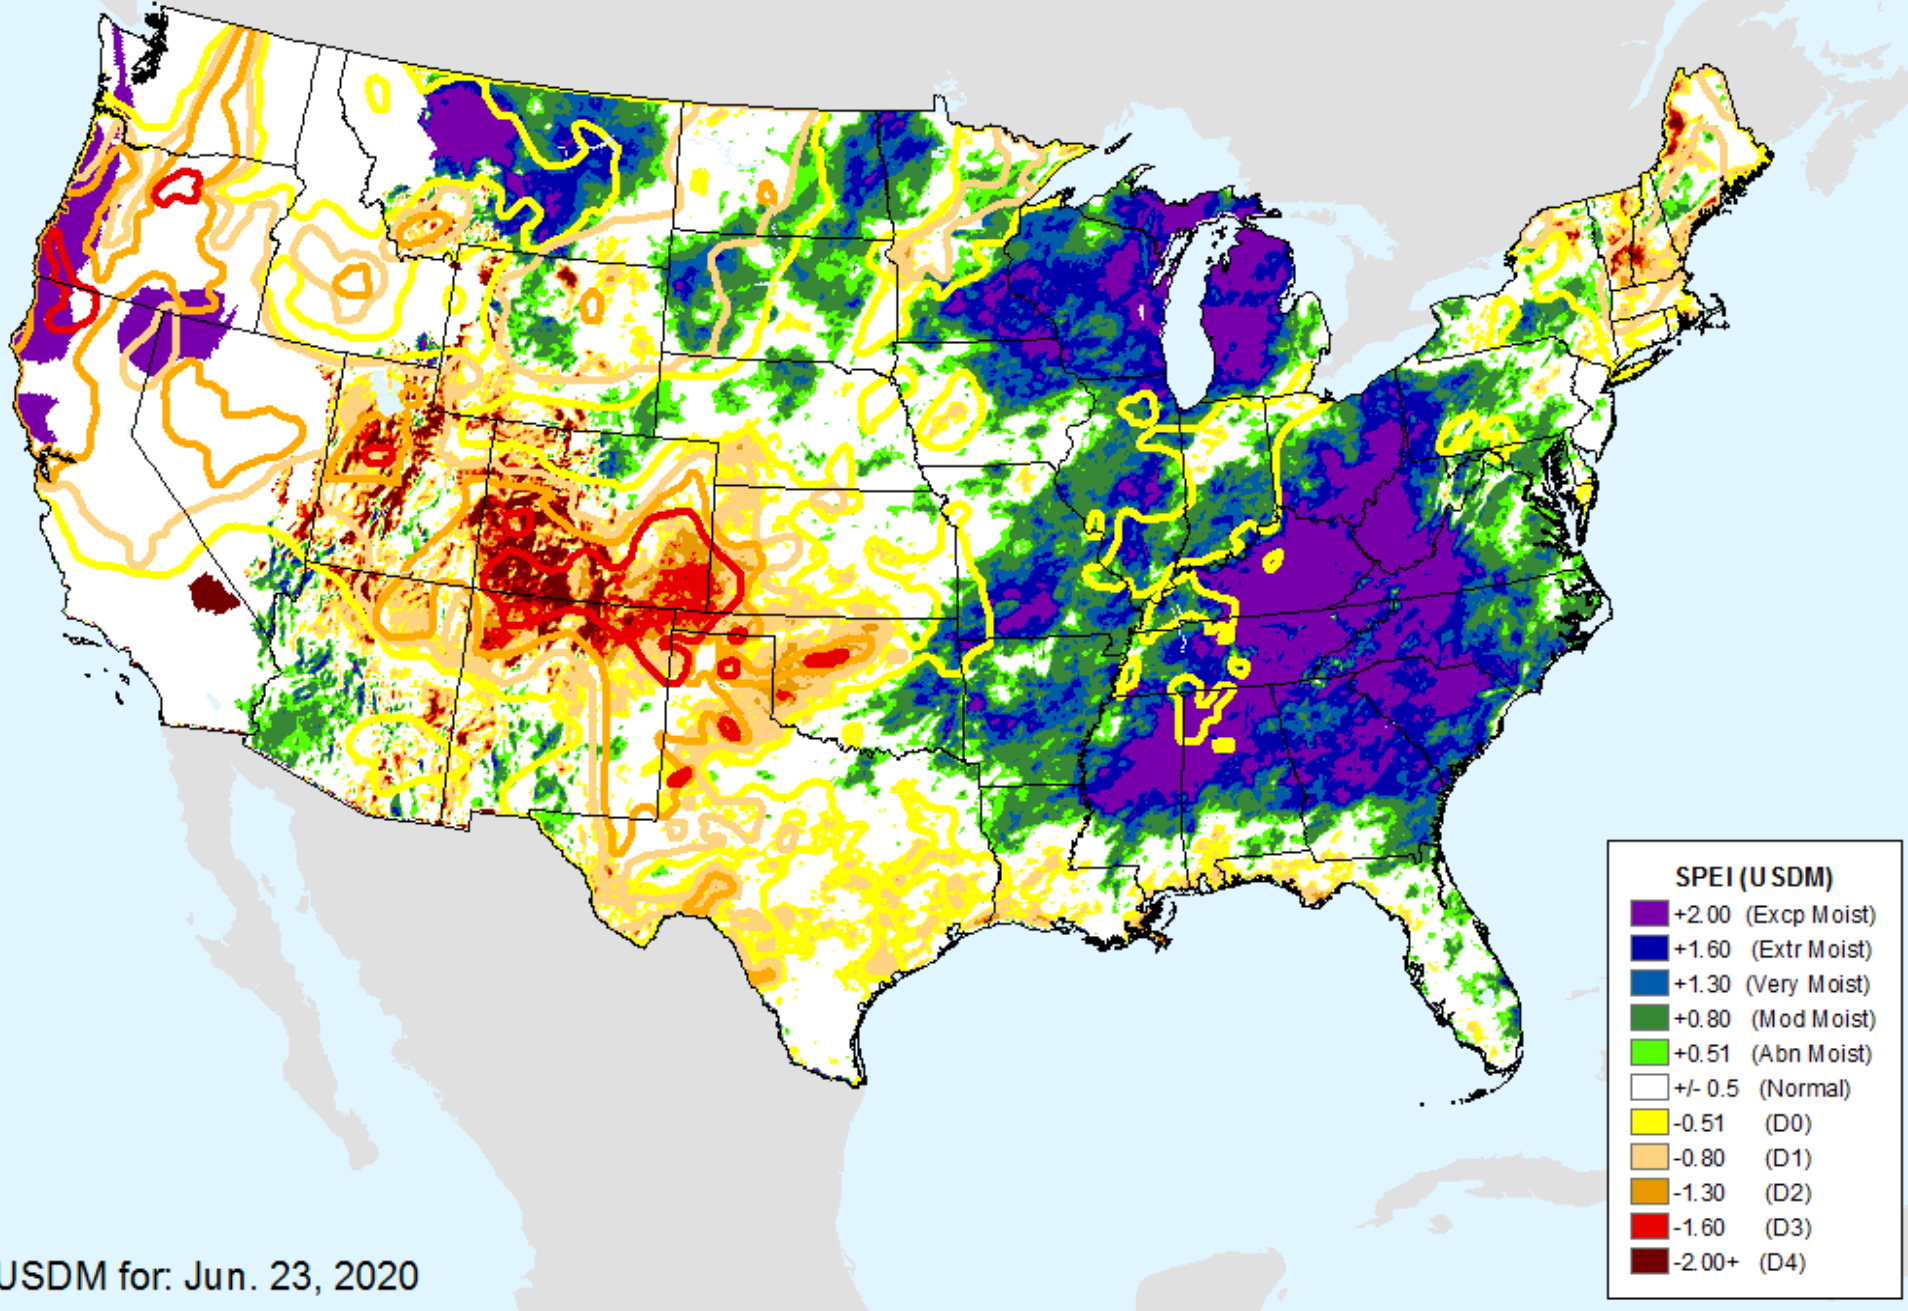 SPEI (USDM)
+2.00 (Excp Moist)
+1.60 (Extr Moist)
+1.30 (Very Moist)
+0.80 (Mod Moist)
+0.51 (Abn Moist)
+/- 0.5 (Normal)
-0.51 (D0)
-0.80 (D1)
-1.30 (D2)
-1.60 (D3)
-2.00+ (D4)
USDM for: Jun. 23, 2020